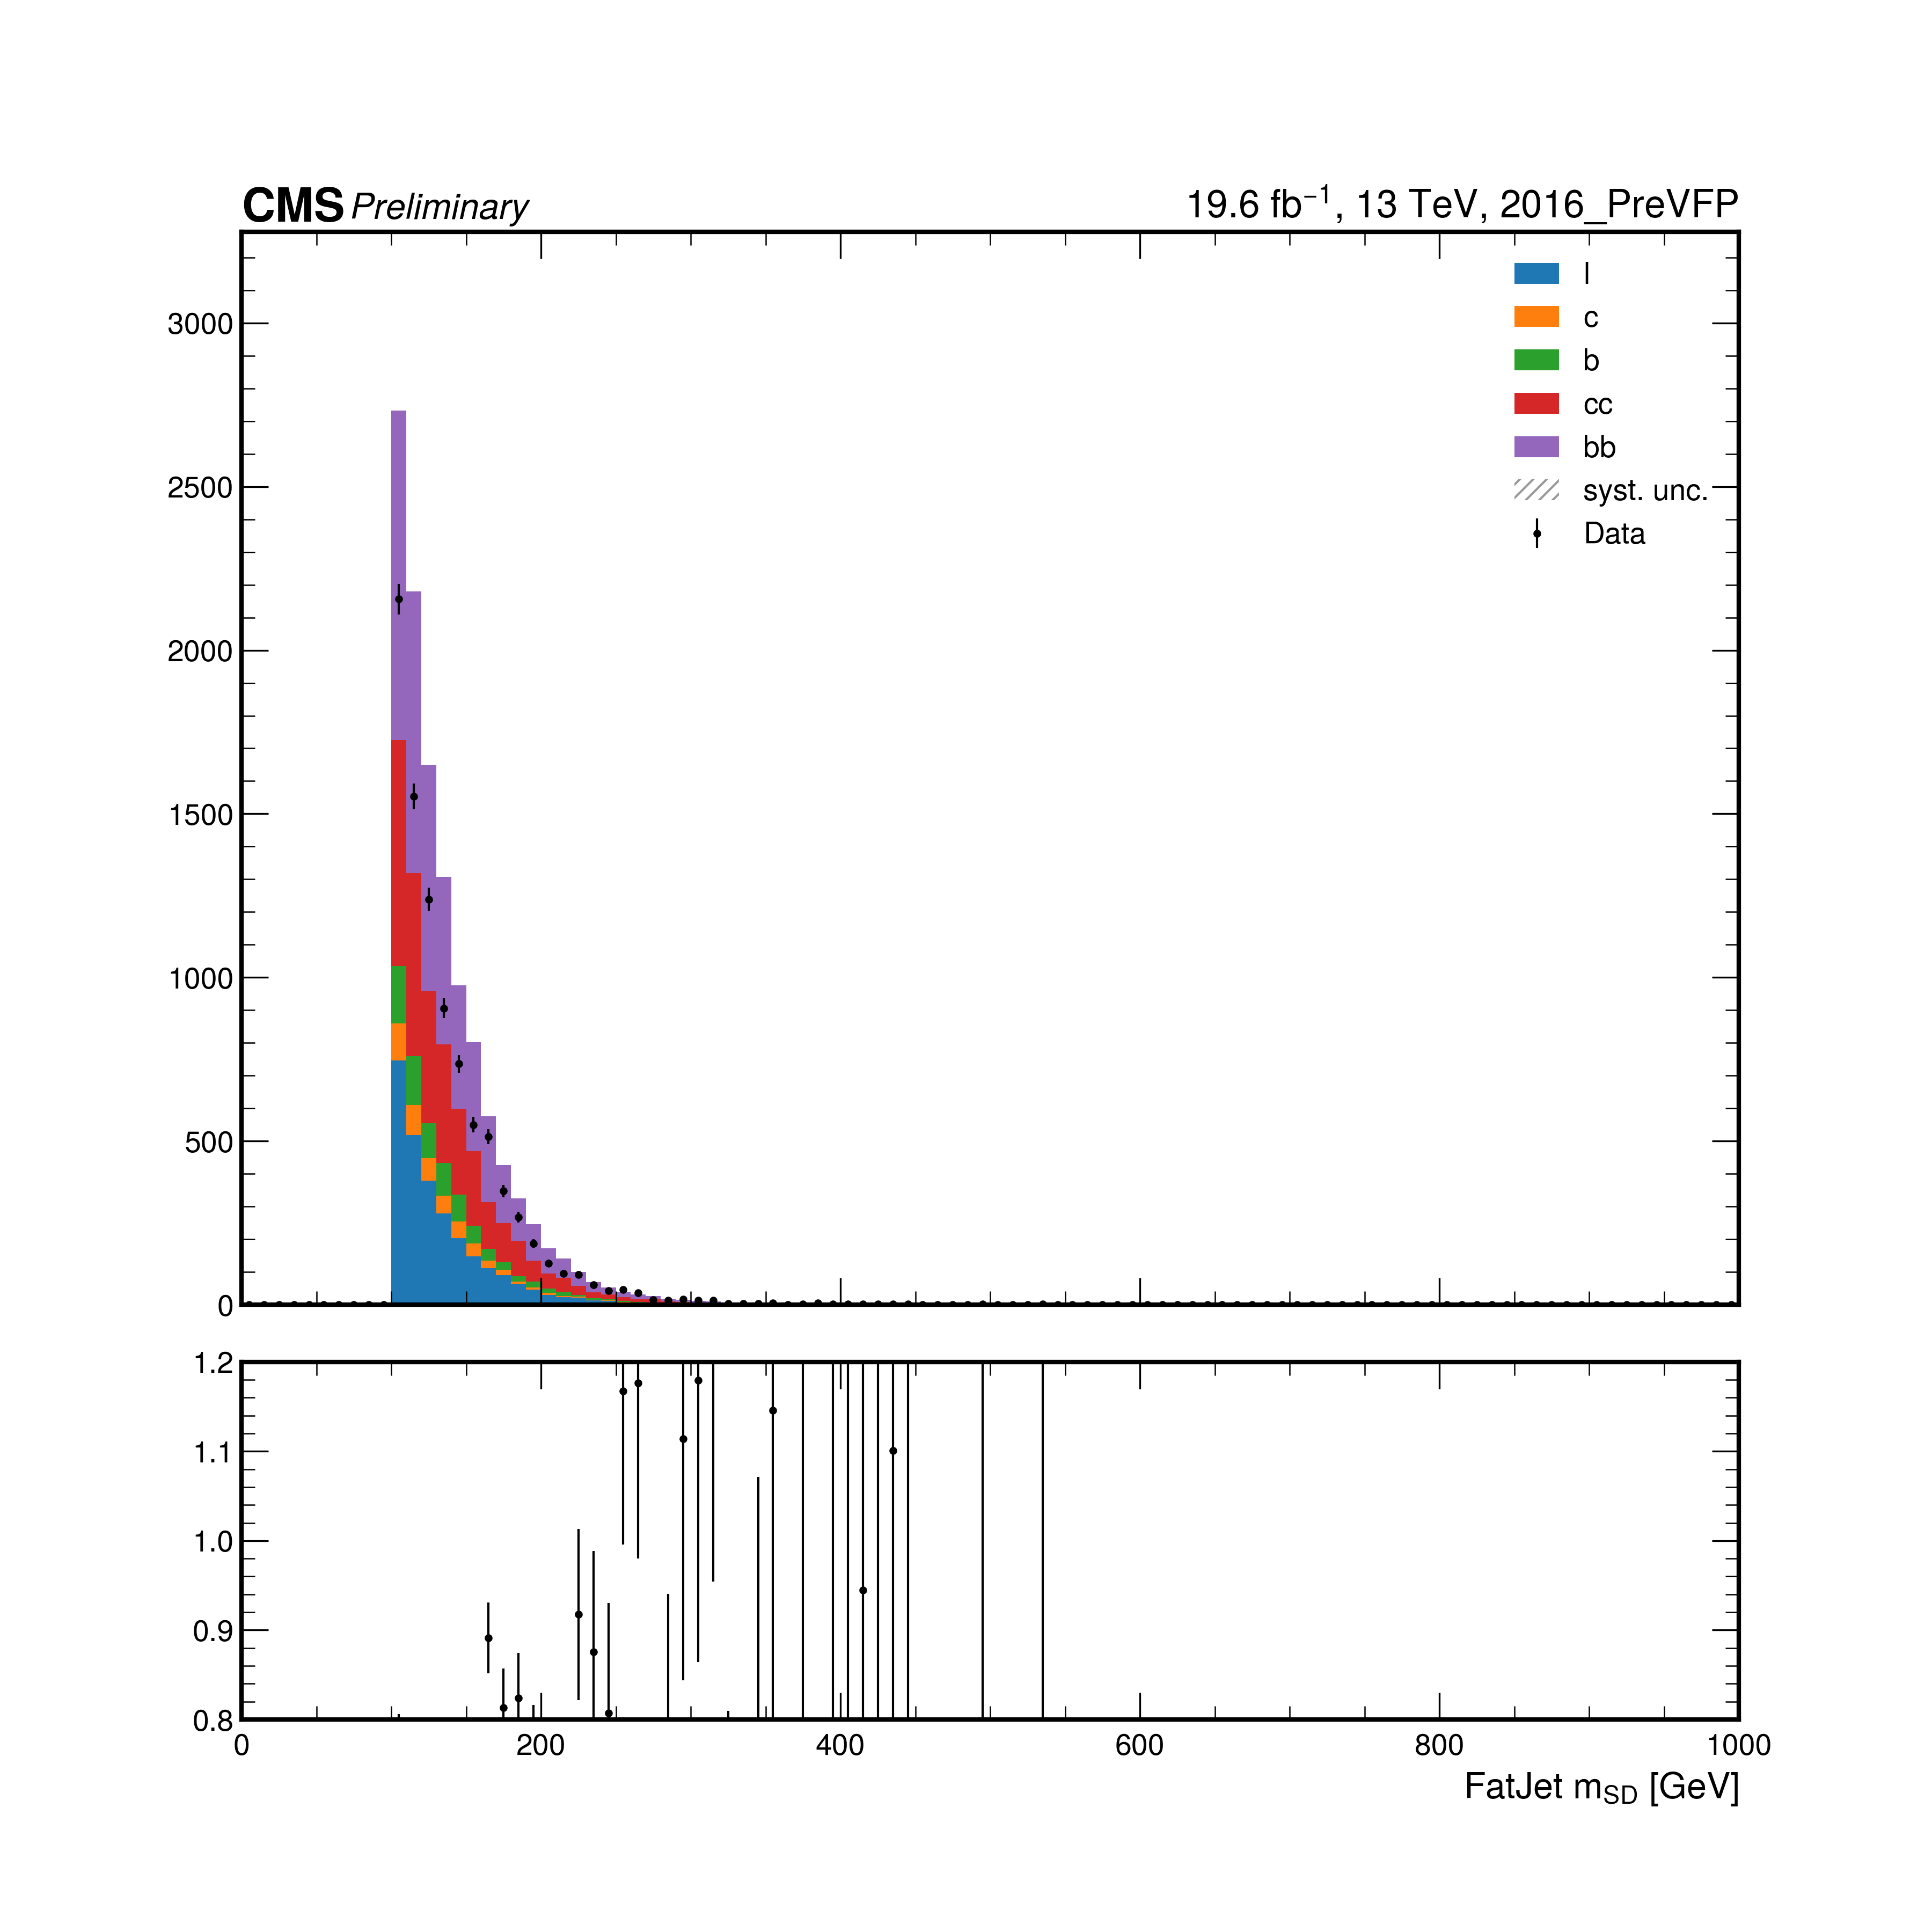 CMS Preliminary 19.6 fb⁻¹, 13 TeV, 2016_PreVFP
l
c
b
cc
bb
syst. unc.
Data
3000
2500
2000
1500
1000
500
0
1.2
1.1
1.0
0.9
0.8
0 200 400 600 800 1000
FatJet m_SD [GeV]